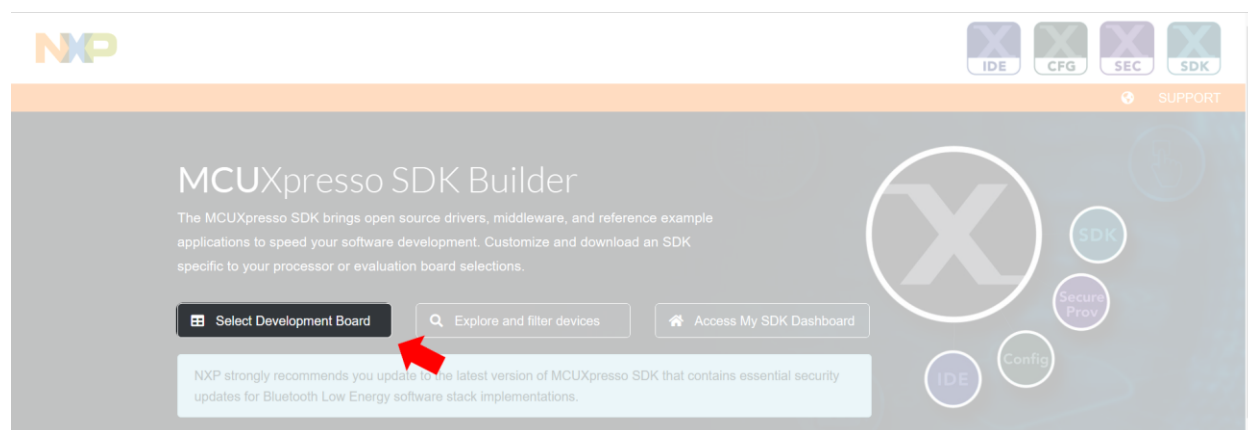 NXP
X X X X
IDE CFG SEC SDK
SUPPORT
MCUXpresso SDK Builder
The MCUXpresso SDK brings open source drivers, middleware, and reference example
applications to speed your software development. Customize and download an SDK
specific to your processor or evaluation board selections.
Select Development Board
Explore and filter devices
Access My SDK Dashboard
NXP strongly recommends you update to the latest version of MCUXpresso SDK that contains essential security
updates for Bluetooth Low Energy software stack implementations.
X
SDK
Secure
Prov
Config
IDE